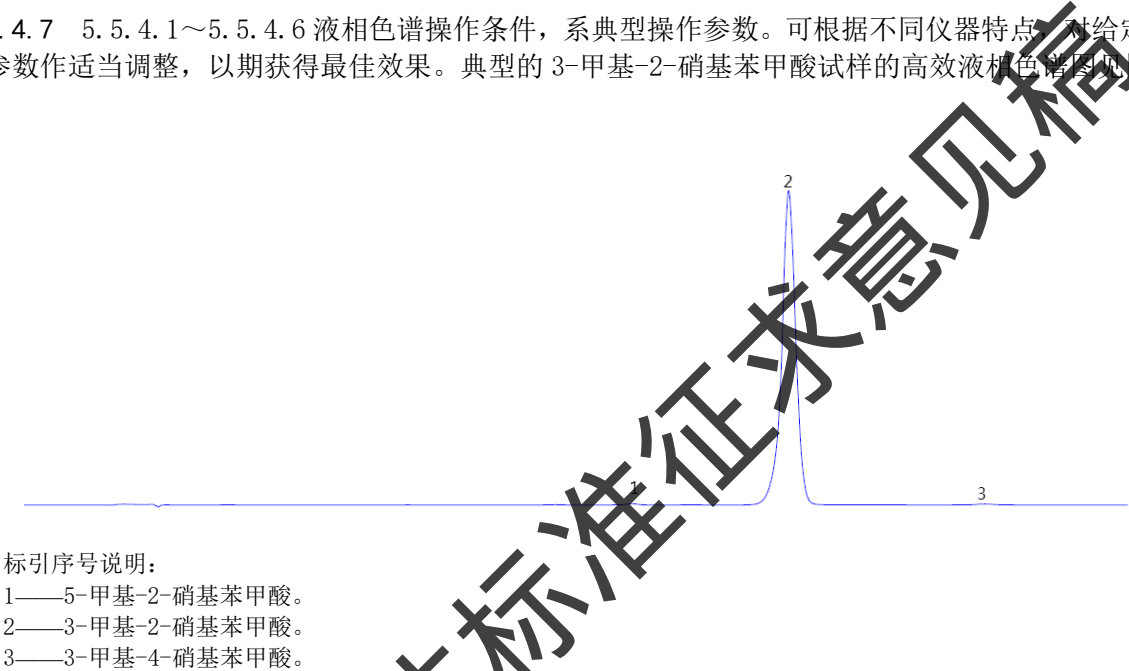 .4.7 5.5.4.1～5.5.4.6液相色谱操作条件，系典型操作参数。可根据不同仪器特点，对给定
参数作适当调整，以期获得最佳效果。典型的3-甲基-2-硝基苯甲酸试样的高效液相色谱图见
2
1
3
标引序号说明：
1——5-甲基-2-硝基苯甲酸。
2——3-甲基-2-硝基苯甲酸。
3——3-甲基-4-硝基苯甲酸。
标准征求意见稿